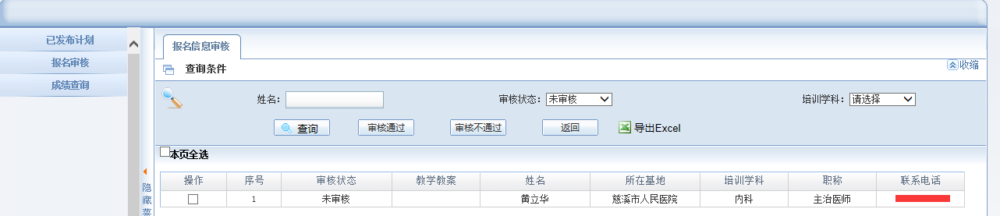 已发布计划
报名审核
成绩查询
隐
藏
菜
报名信息审核
查询条件
收缩
姓名：
审核状态： 未审核
培训学科： 请选择
查询 审核通过 审核不通过 返回 导出Excel
本页全选
操作 序号 审核状态 教学教案 姓名 所在基地 培训学科 职称 联系电话
1 未审核 黄立华 慈溪市人民医院 内科 主治医师